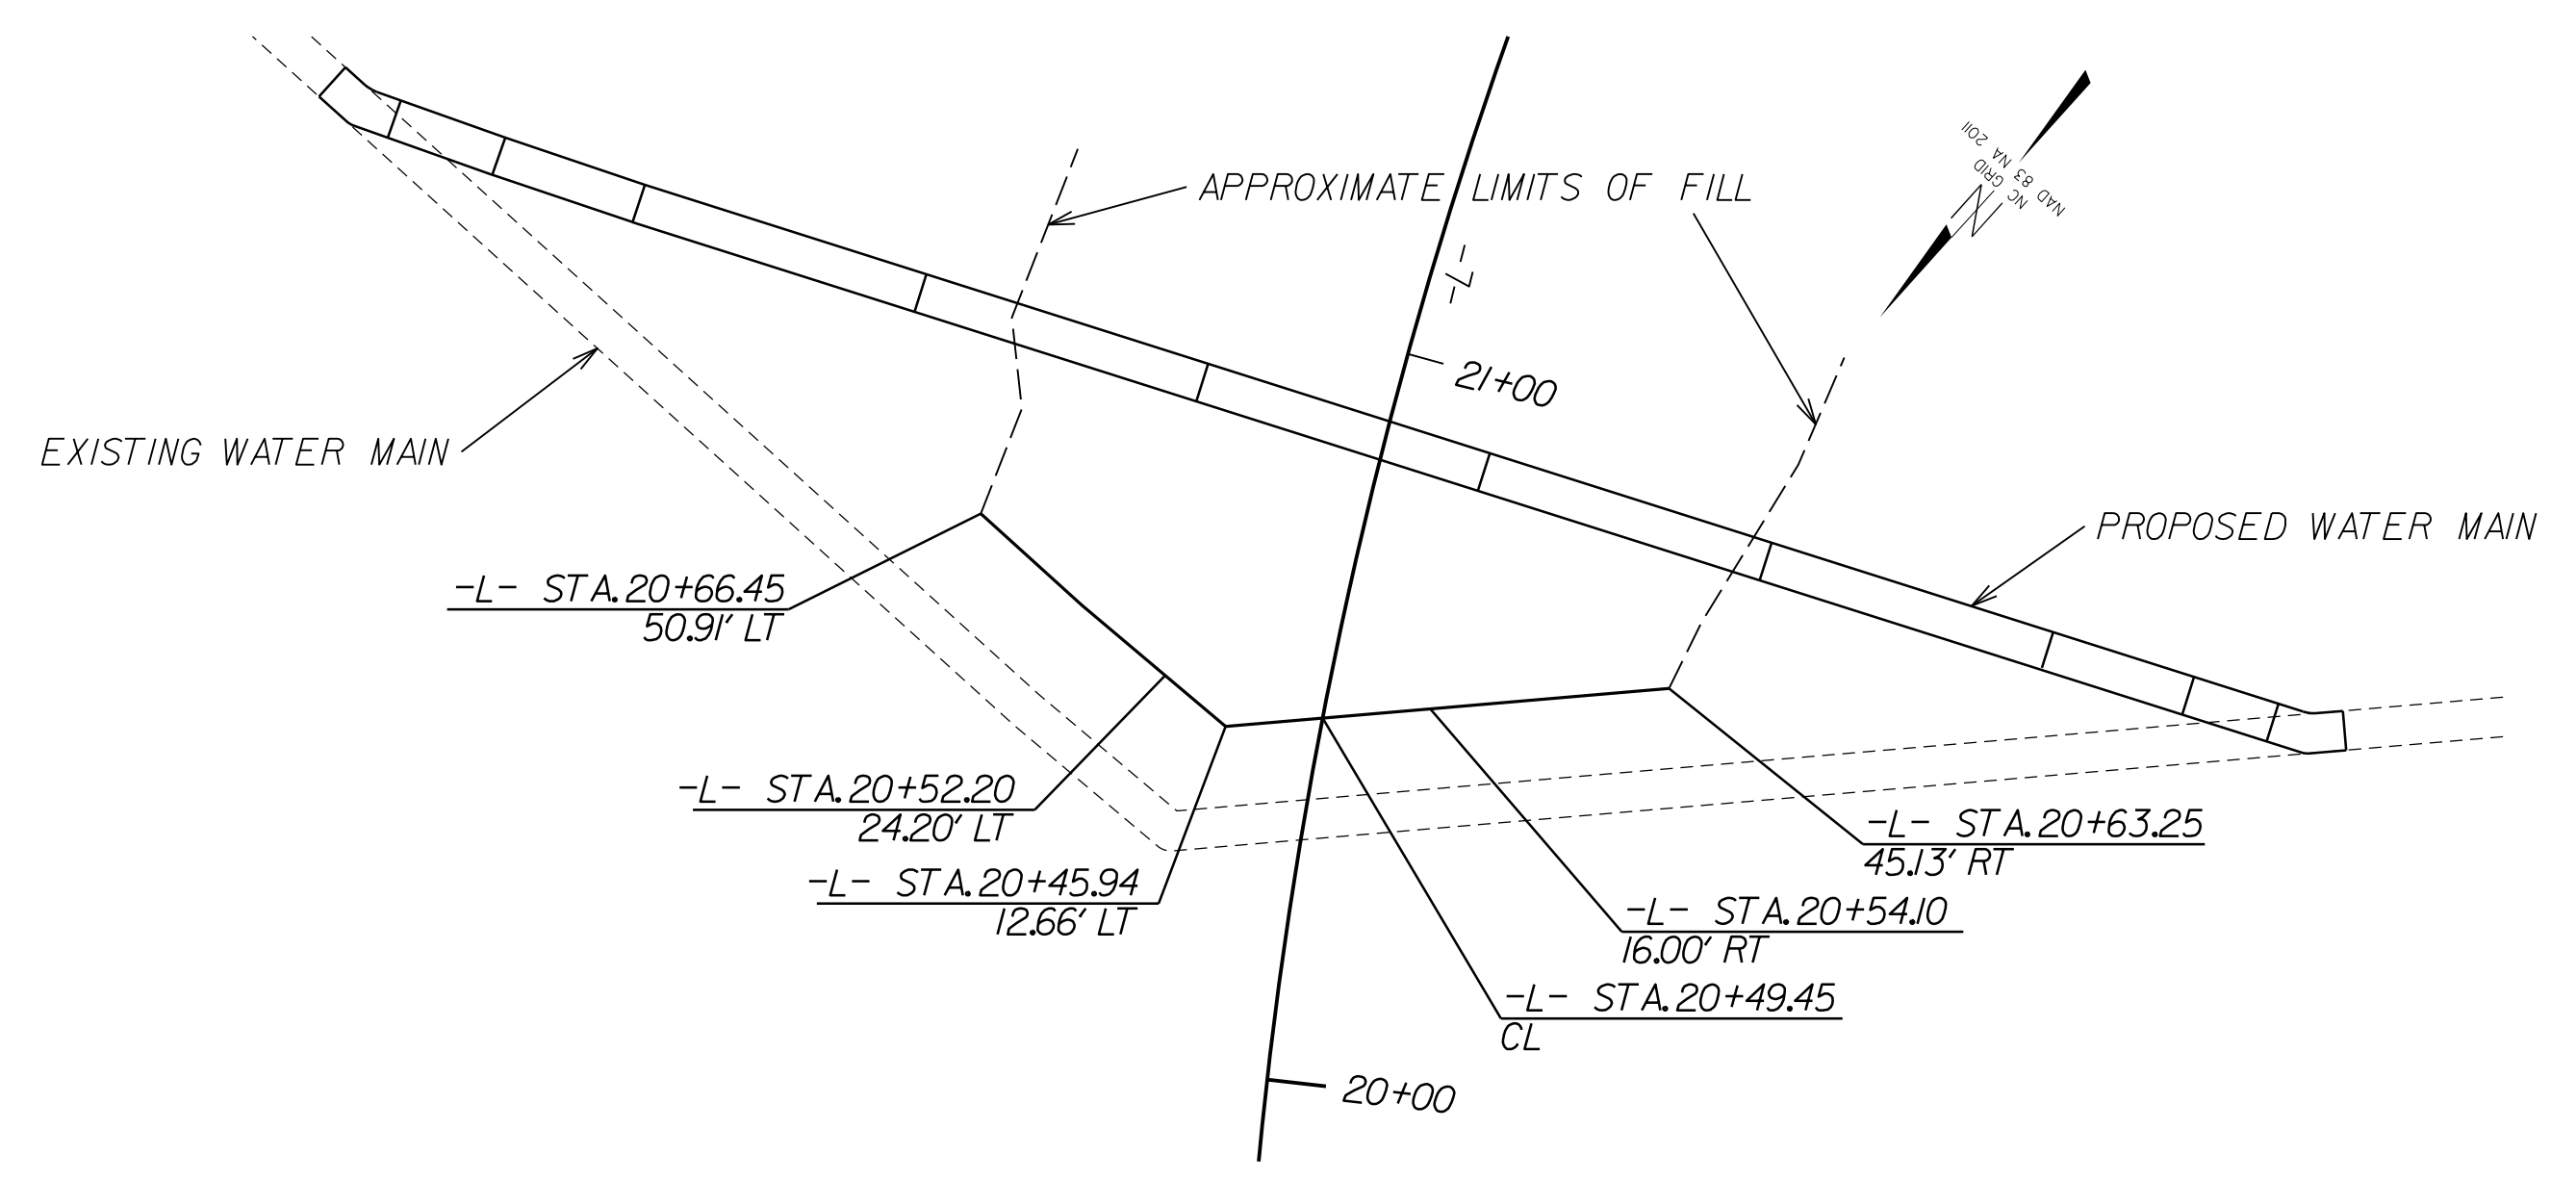 NAD 83 NA 2011
NC GRID
N
APPROXIMATE LIMITS OF FILL
-L-
21+00
EXISTING WATER MAIN
PROPOSED WATER MAIN
-L- STA. 20+66.45
50.91' LT
-L- STA. 20+52.20
24.20' LT
-L- STA. 20+45.94
12.66' LT
-L- STA. 20+63.25
45.13' RT
-L- STA. 20+54.10
16.00' RT
-L- STA. 20+49.45
CL
20+00